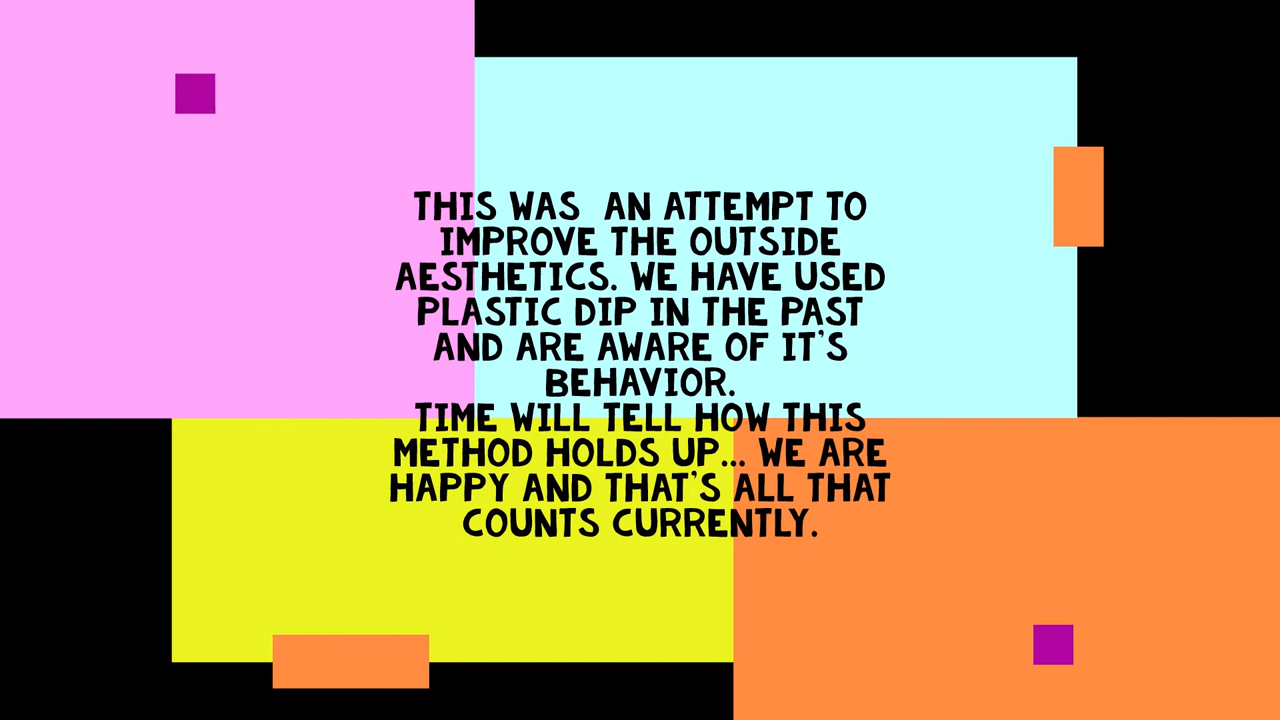 THIS WAS  AN ATTEMPT TO
IMPROVE THE OUTSIDE
AESTHETICS. WE HAVE USED
PLASTIC DIP IN THE PAST
AND ARE AWARE OF IT'S
BEHAVIOR.
TIME WILL TELL HOW THIS
METHOD HOLDS UP... WE ARE
HAPPY AND THAT'S ALL THAT
COUNTS CURRENTLY.